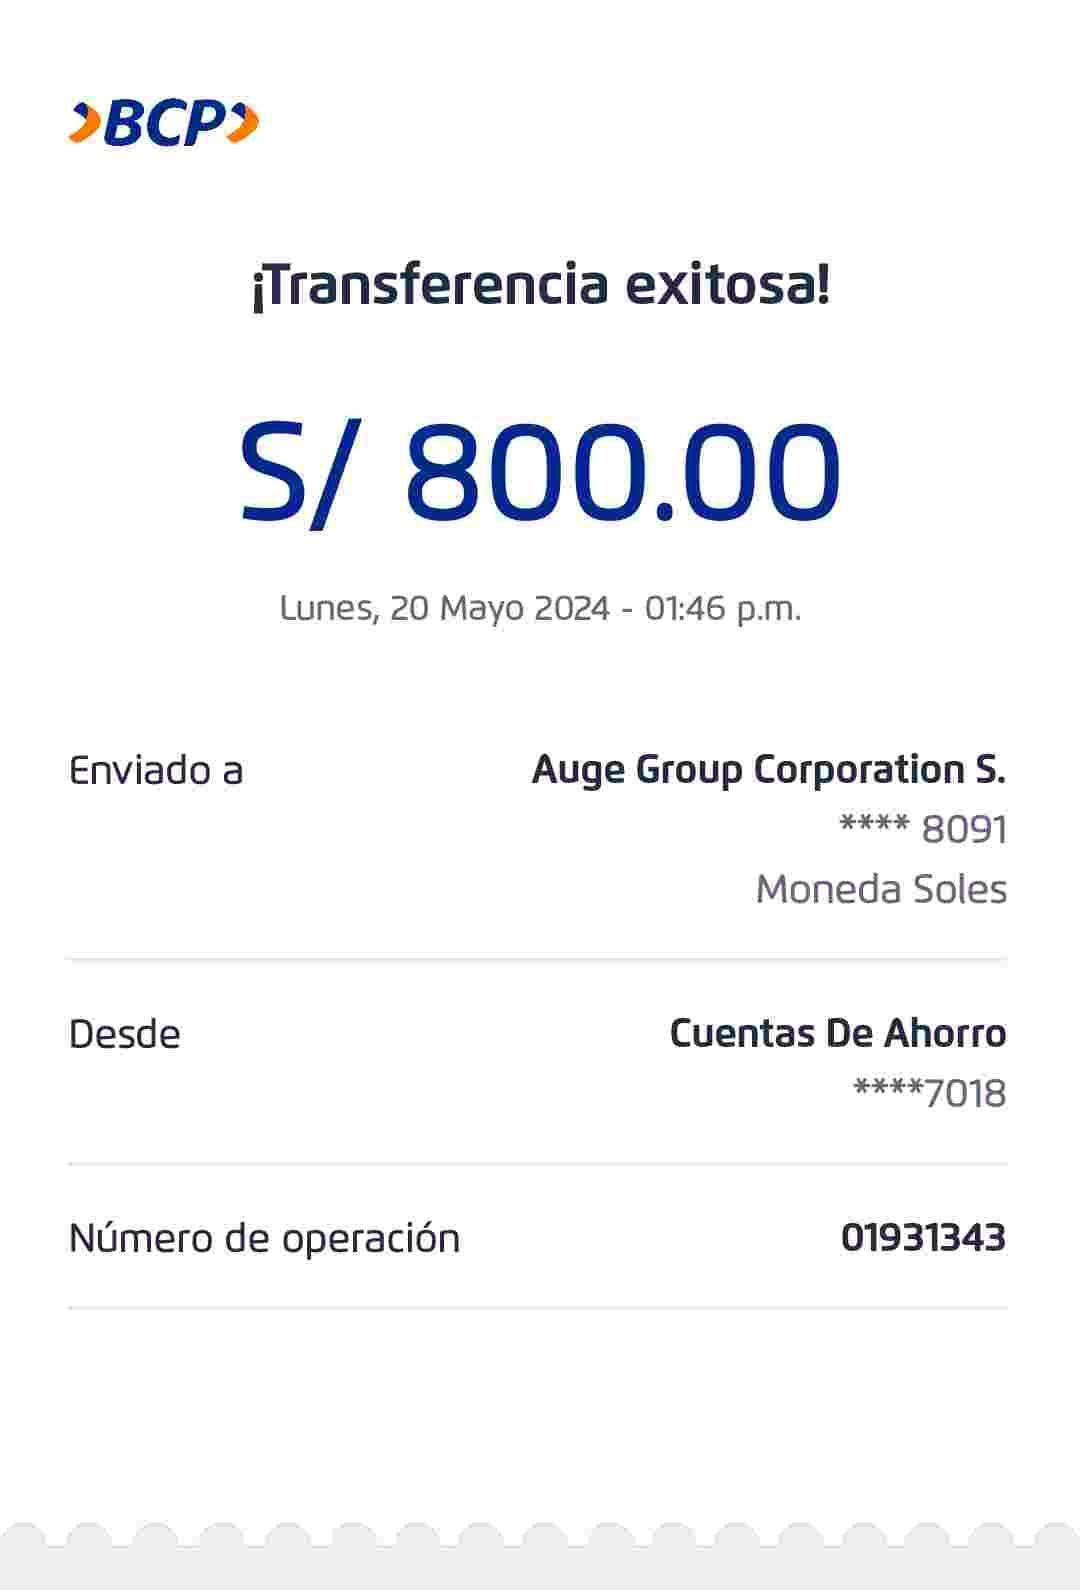 BCP
¡Transferencia exitosa!
S/ 800.00
Lunes, 20 Mayo 2024 - 01:46 p.m.
Enviado a
Auge Group Corporation S.
**** 8091
Moneda Soles
Desde
Cuentas De Ahorro
****7018
Número de operación
01931343